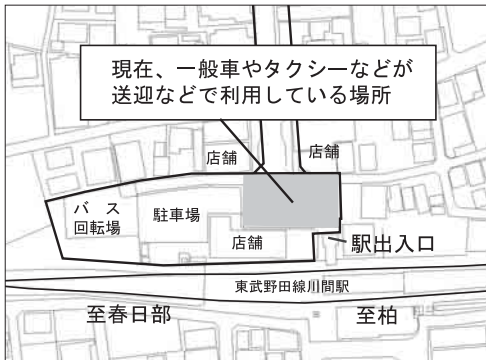 現在、一般車やタクシーなどが
送迎などで利用している場所
店舗
店舗
バス
回転場
駐車場
店舗
駅出入口
東武野田線川間駅
至春日部
至柏